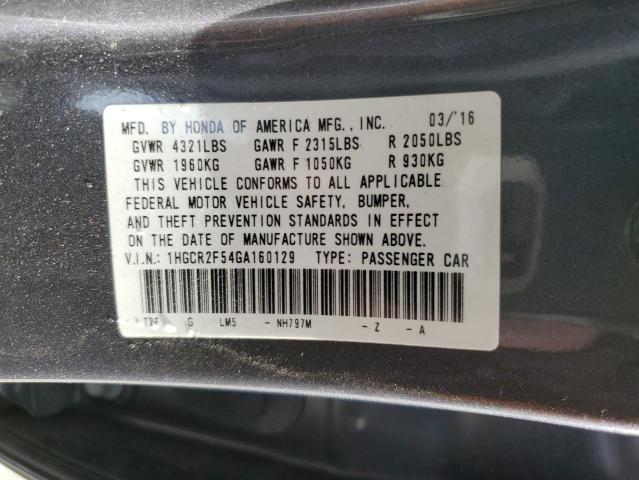 MFD. BY HONDA OF AMERICA MFG., INC. 03/'16
GVWR 4321LBS GAWR F 2315LBS R 2050LBS
GVWR 1960KG GAWR F 1050KG R 930KG
THIS VEHICLE CONFORMS TO ALL APPLICABLE
FEDERAL MOTOR VEHICLE SAFETY, BUMPER,
AND THEFT PREVENTION STANDARDS IN EFFECT
ON THE DATE OF MANUFACTURE SHOWN ABOVE.
V.I.N.: 1HGCR2F54GA160129 TYPE: PASSENGER CAR
G LM5 - NH797M - Z - A